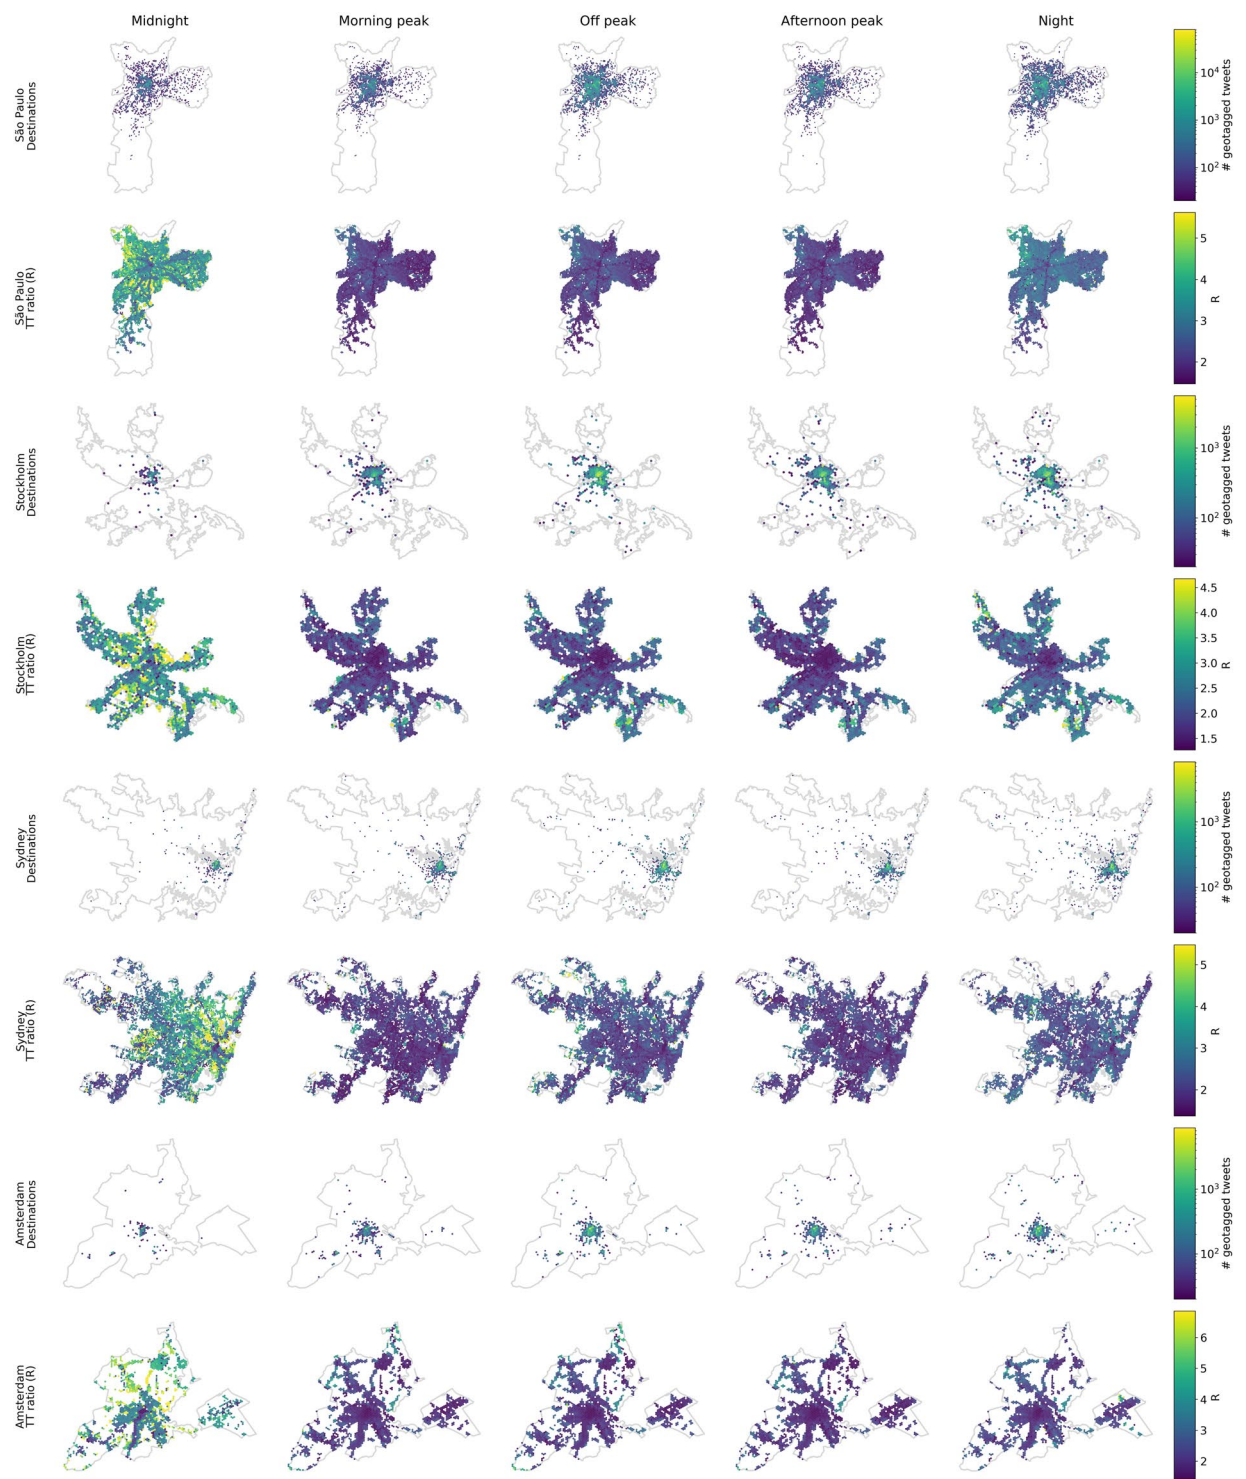 Midnight Morning peak Off peak Afternoon peak Night
São Paulo
Destinations
10⁴
10³
10²
# geotagged tweets
São Paulo
TT ratio (R)
5
4
3
2
R
Stockholm
Destinations
10³
10²
# geotagged tweets
Stockholm
TT ratio (R)
4.5
4.0
3.5
3.0
2.5
2.0
1.5
R
Sydney
Destinations
10³
10²
# geotagged tweets
Sydney
TT ratio (R)
5
4
3
2
R
Amsterdam
Destinations
10³
10²
# geotagged tweets
Amsterdam
TT ratio (R)
6
5
4
3
2
R